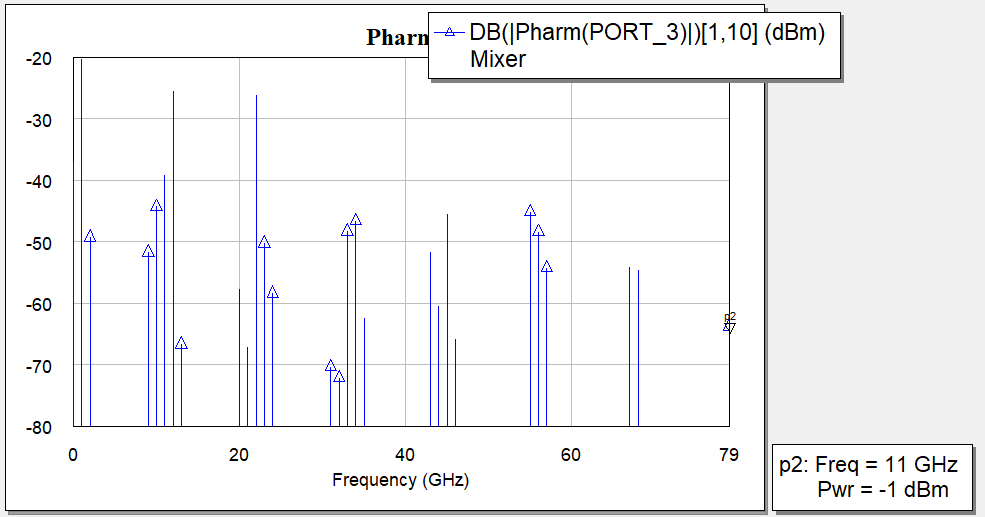 Pharm
DB(|Pharm(PORT_3)|)[1,10] (dBm)
Mixer
-20
-30
-40
-50
-60
-70
-80
p2
0 20 40 60 79
Frequency (GHz)
p2: Freq = 11 GHz
Pwr = -1 dBm